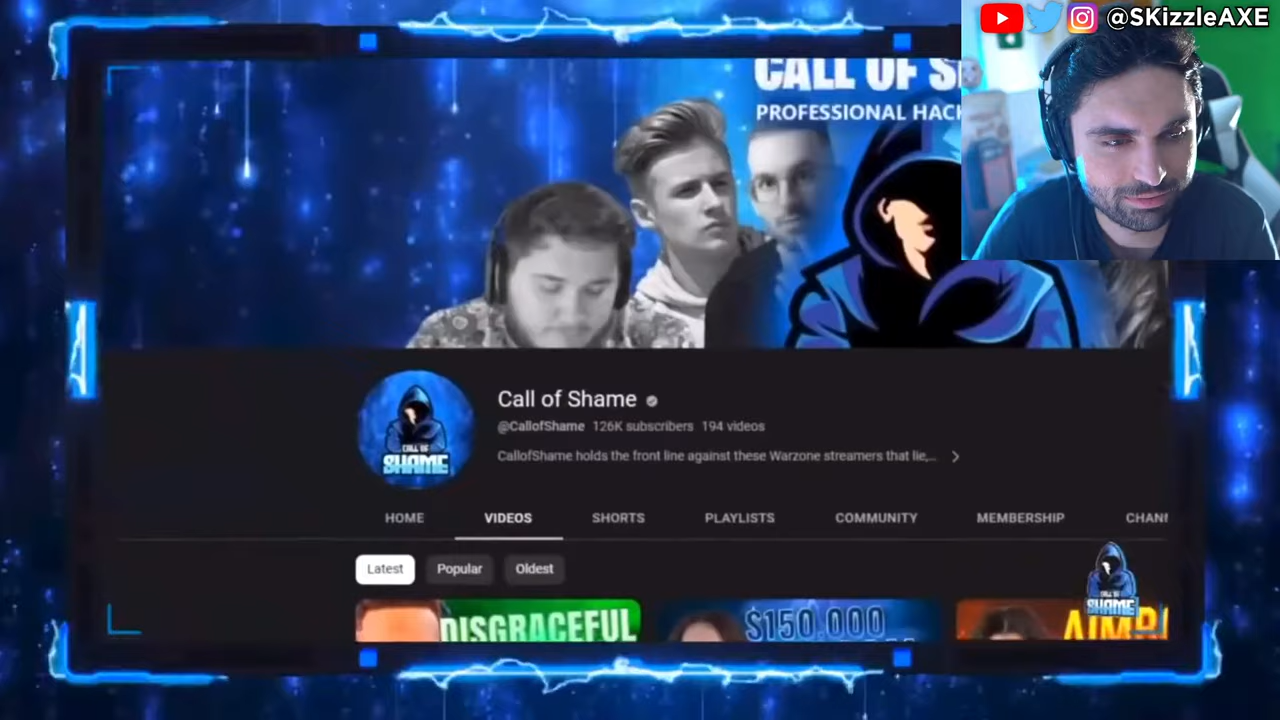 @SKizzleAXE
CALL OF S
PROFESSIONAL HACK
Call of Shame
@CallofShame 126K subscribers 194 videos
CallofShame holds the front line against these Warzone streamers that lie,...
CALL OF
SHAME
HOME VIDEOS SHORTS PLAYLISTS COMMUNITY MEMBERSHIP CHANN
Latest Popular Oldest
CALL OF
SHAME
DISGRACEFUL $150,000